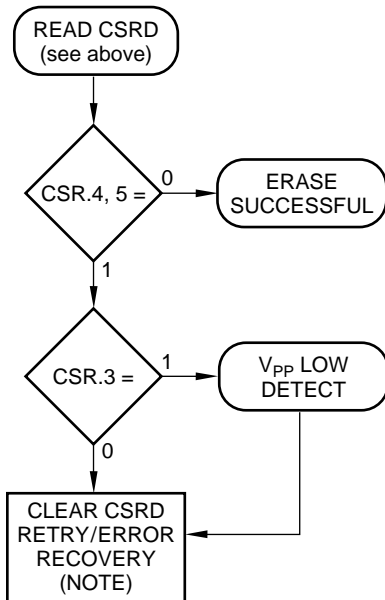 READ CSRD
(see above)
CSR.4, 5 =
0
ERASE
SUCCESSFUL
1
CSR.3 =
1
VPP LOW
DETECT
0
CLEAR CSRD
RETRY/ERROR
RECOVERY
(NOTE)